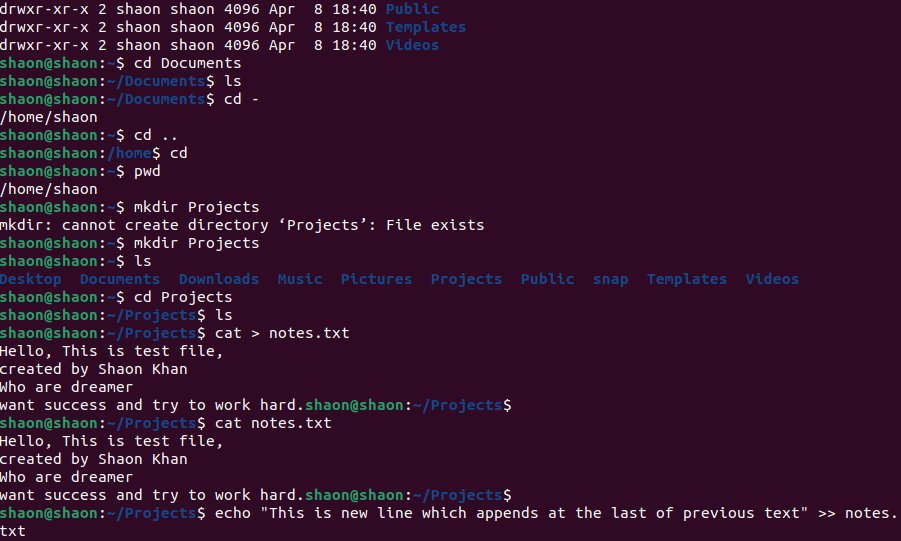 drwxr-xr-x 2 shaon shaon 4096 Apr  8 18:40 Public
drwxr-xr-x 2 shaon shaon 4096 Apr  8 18:40 Templates
drwxr-xr-x 2 shaon shaon 4096 Apr  8 18:40 Videos
shaon@shaon:~$ cd Documents
shaon@shaon:~/Documents$ ls
shaon@shaon:~/Documents$ cd -
/home/shaon
shaon@shaon:~$ cd ..
shaon@shaon:/home$ cd
shaon@shaon:~$ pwd
/home/shaon
shaon@shaon:~$ mkdir Projects
mkdir: cannot create directory ‘Projects’: File exists
shaon@shaon:~$ mkdir Projects
shaon@shaon:~$ ls
Desktop  Documents  Downloads  Music  Pictures  Projects  Public  snap  Templates  Videos
shaon@shaon:~$ cd Projects
shaon@shaon:~/Projects$ ls
shaon@shaon:~/Projects$ cat > notes.txt
Hello, This is test file,
created by Shaon Khan
Who are dreamer
want success and try to work hard.shaon@shaon:~/Projects$
shaon@shaon:~/Projects$ cat notes.txt
Hello, This is test file,
created by Shaon Khan
Who are dreamer
want success and try to work hard.shaon@shaon:~/Projects$
shaon@shaon:~/Projects$ echo "This is new line which appends at the last of previous text" >> notes.
txt